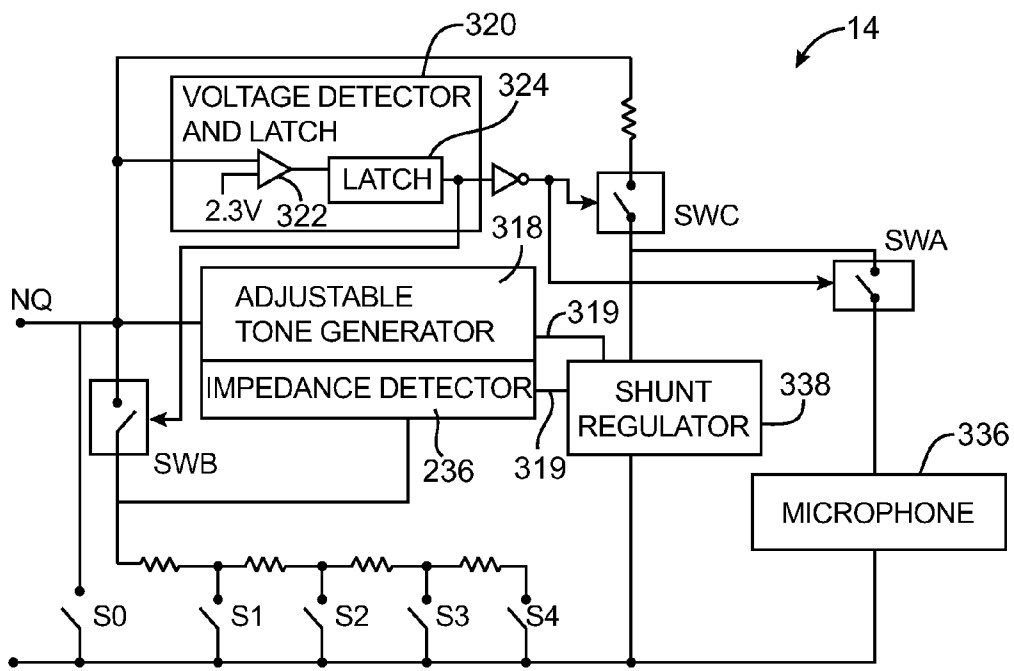 320
14
VOLTAGE DETECTOR
AND LATCH
324
LATCH
2.3V
322
SWC
318
SWA
NQ
ADJUSTABLE
TONE GENERATOR
319
IMPEDANCE DETECTOR
SHUNT
REGULATOR
338
SWB
236
319
336
MICROPHONE
S0
S1
S2
S3
S4